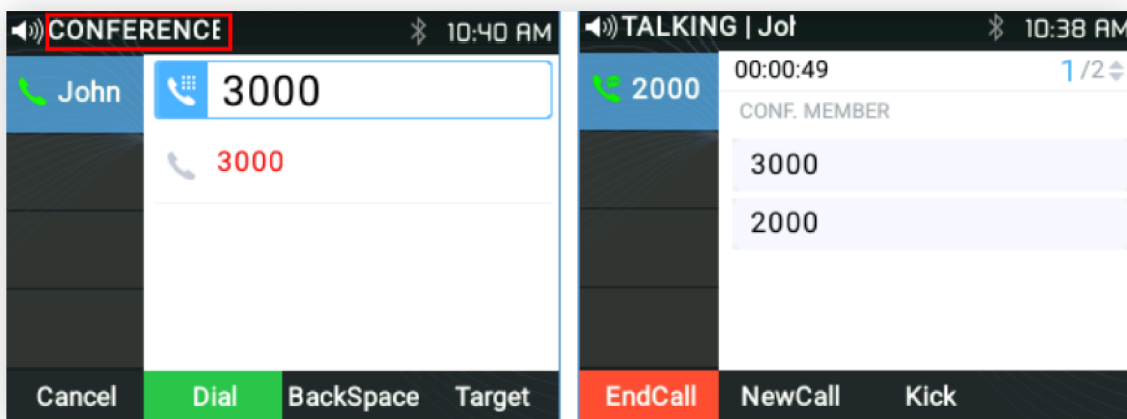 CONFERENCE 10:40 AM
John 3000
3000
Cancel Dial BackSpace Target
TALKING | Joh 10:38 AM
2000 00:00:49 1/2
CONF. MEMBER
3000
2000
EndCall NewCall Kick